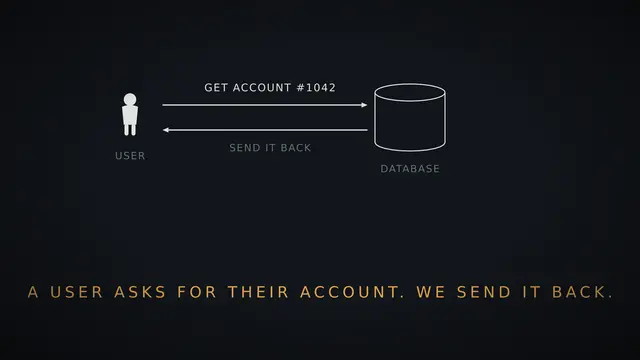 GET ACCOUNT #1042
SEND IT BACK
USER
DATABASE
A USER ASKS FOR THEIR ACCOUNT. WE SEND IT BACK.